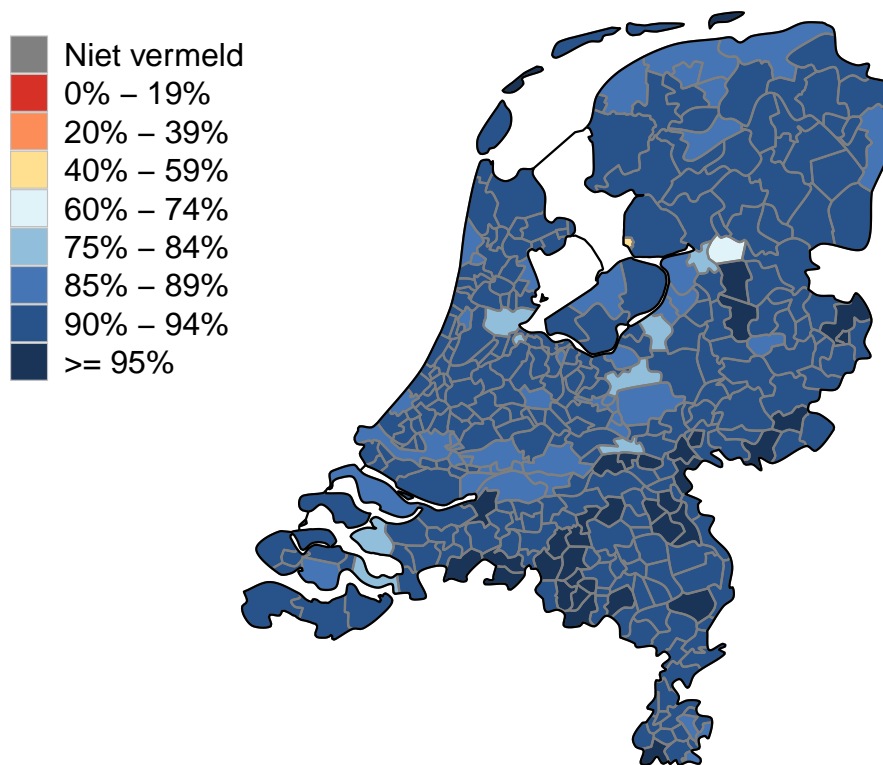 Niet vermeld
0% – 19%
20% – 39%
40% – 59%
60% – 74%
75% – 84%
85% – 89%
90% – 94%
>= 95%